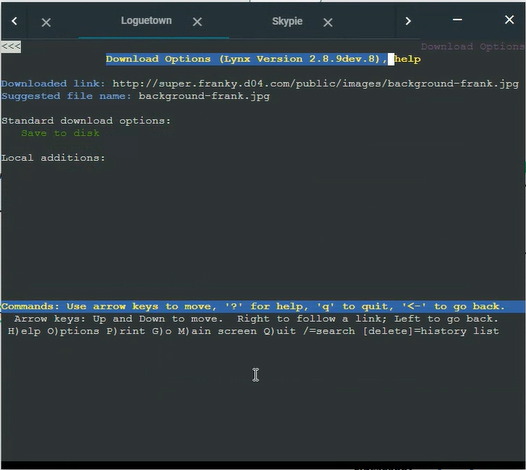 Loguetown Skypie
<<< Download Options
Download Options (Lynx Version 2.8.9dev.8), help
Downloaded link: http://super.franky.d04.com/public/images/background-frank.jpg
Suggested file name: background-frank.jpg
Standard download options:
Save to disk
Local additions:
Commands: Use arrow keys to move, '?' for help, 'q' to quit, '<-' to go back.
Arrow keys: Up and Down to move. Right to follow a link; Left to go back.
H)elp O)ptions P)rint G)o M)ain screen Q)uit /=search [delete]=history list